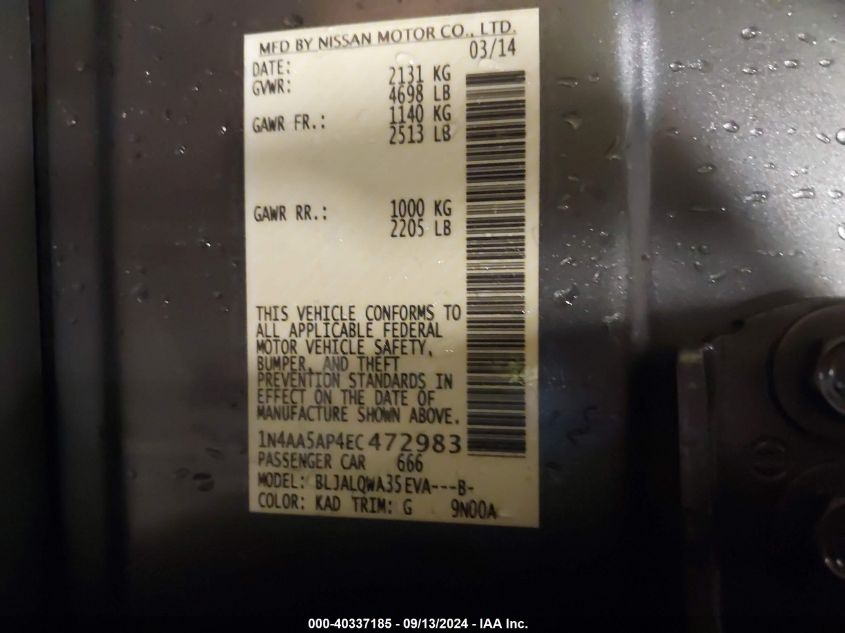 MFD BY NISSAN MOTOR CO., LTD.
DATE: 03/14
GVWR: 2131 KG
4698 LB
GAWR FR.: 1140 KG
2513 LB
GAWR RR.: 1000 KG
2205 LB
THIS VEHICLE CONFORMS TO
ALL APPLICABLE FEDERAL
MOTOR VEHICLE SAFETY,
BUMPER, AND THEFT
PREVENTION STANDARDS IN
EFFECT ON THE DATE OF
MANUFACTURE SHOWN ABOVE.
1N4AA5AP4EC472983
PASSENGER CAR 666
MODEL: BLJALQWA35EVA---B-
COLOR: KAD TRIM: G 9N00A
000-40337185 - 09/13/2024 - IAA Inc.